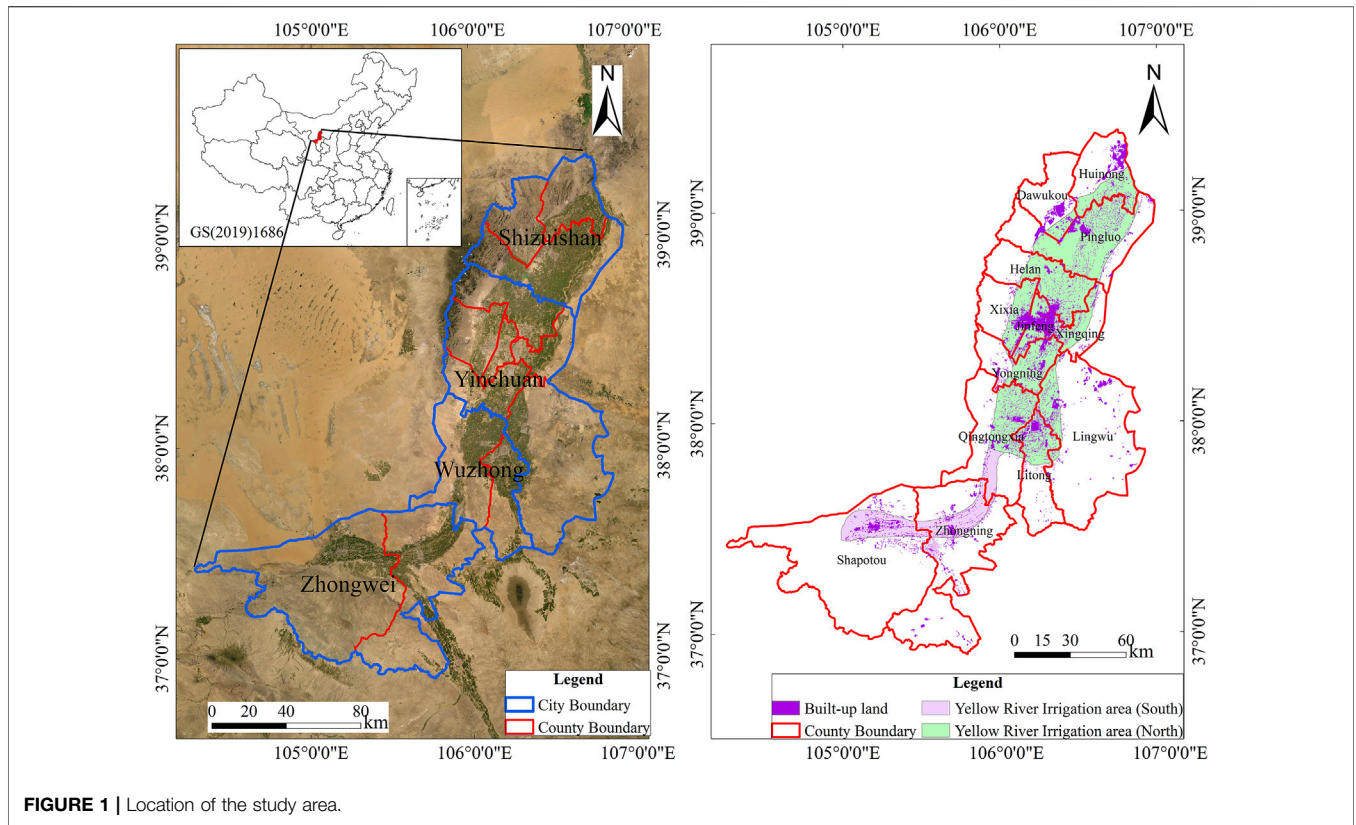 105°0'0"E
106°0'0"E
107°0'0"E
39°0'0"N
38°0'0"N
37°0'0"N
GS(2019)1686
N
Shizuishan
Yinchuan
Wuzhong
Zhongwei
39°0'0"N
38°0'0"N
37°0'0"N
Legend
City Boundary
County Boundary
0 20 40 80
km
105°0'0"E
106°0'0"E
107°0'0"E
105°0'0"E
106°0'0"E
107°0'0"E
39°0'0"N
38°0'0"N
37°0'0"N
N
Huinong
Dawukou
Pingluo
Helan
Xixia
Jinfeng
Xingqing
Yongning
Qingtongxia
Lingwu
Litong
Zhongning
Shapotou
39°0'0"N
38°0'0"N
37°0'0"N
0 15 30 60
km
Legend
Built-up land
Yellow River Irrigation area (South)
County Boundary
Yellow River Irrigation area (North)
105°0'0"E
106°0'0"E
107°0'0"E
FIGURE 1 | Location of the study area.